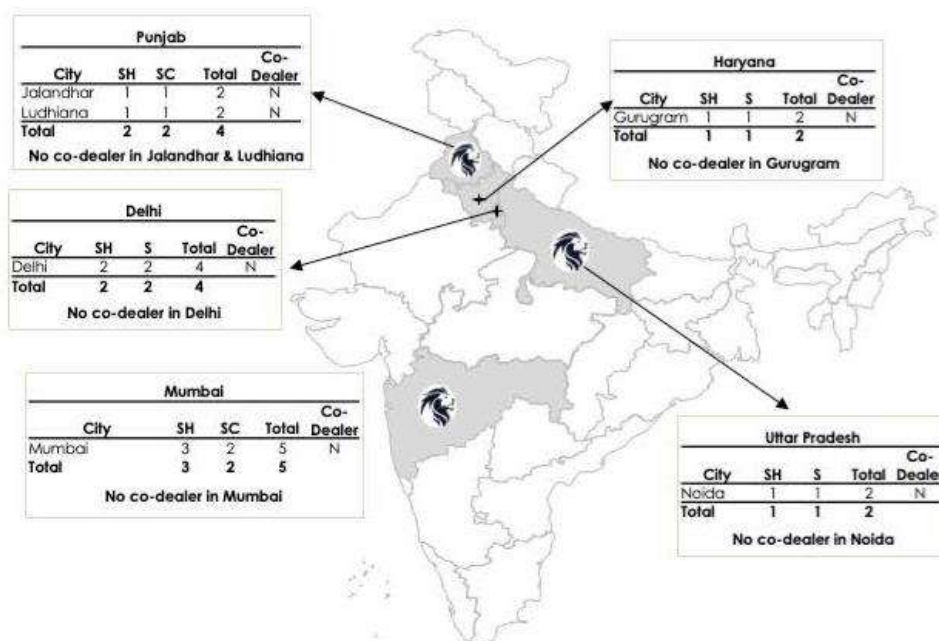 Punjab
City SH SC Total Co-Dealer
Jalandhar 1 1 2 N
Ludhiana 1 1 2 N
Total 2 2 4
No co-dealer in Jalandhar & Ludhiana
Haryana
City SH S Total Co-Dealer
Gurugram 1 1 2 N
Total 1 1 2
No co-dealer in Gurugram
Delhi
City SH S Total Co-Dealer
Delhi 2 2 4 N
Total 2 2 4
No co-dealer in Delhi
Mumbai
City SH SC Total Co-Dealer
Mumbai 3 2 5 N
Total 3 2 5
No co-dealer in Mumbai
Uttar Pradesh
City SH S Total Co-Dealer
Noida 1 1 2 N
Total 1 1 2
No co-dealer in Noida